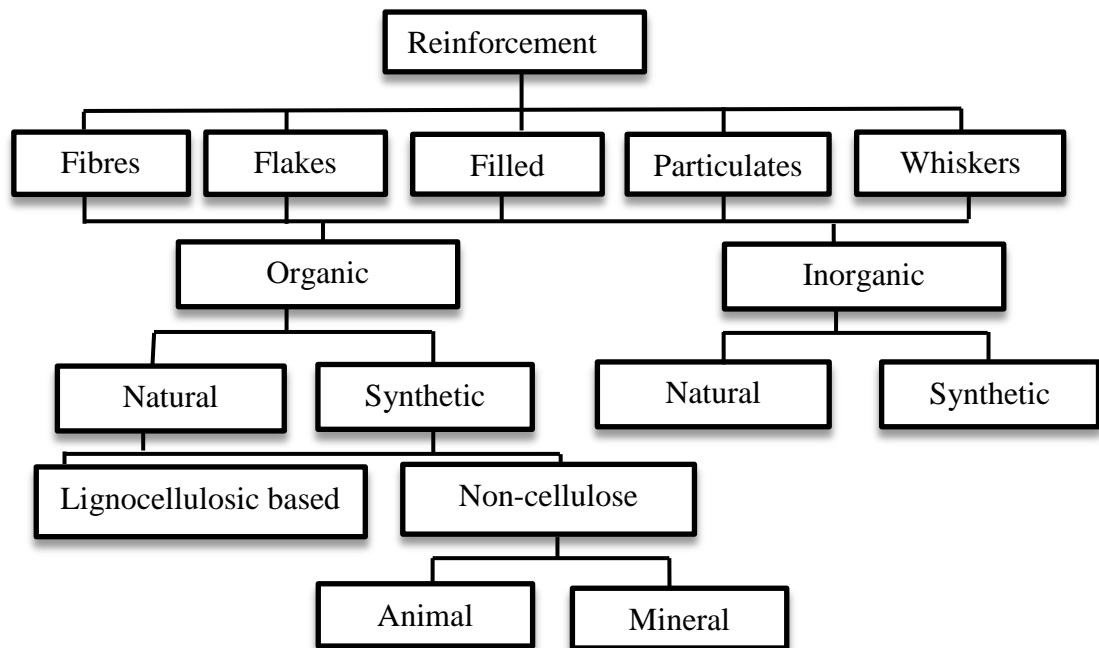 Reinforcement
Fibres
Flakes
Filled
Particulates
Whiskers
Organic
Inorganic
Natural
Synthetic
Natural
Synthetic
Lignocellulosic based
Non-cellulose
Animal
Mineral